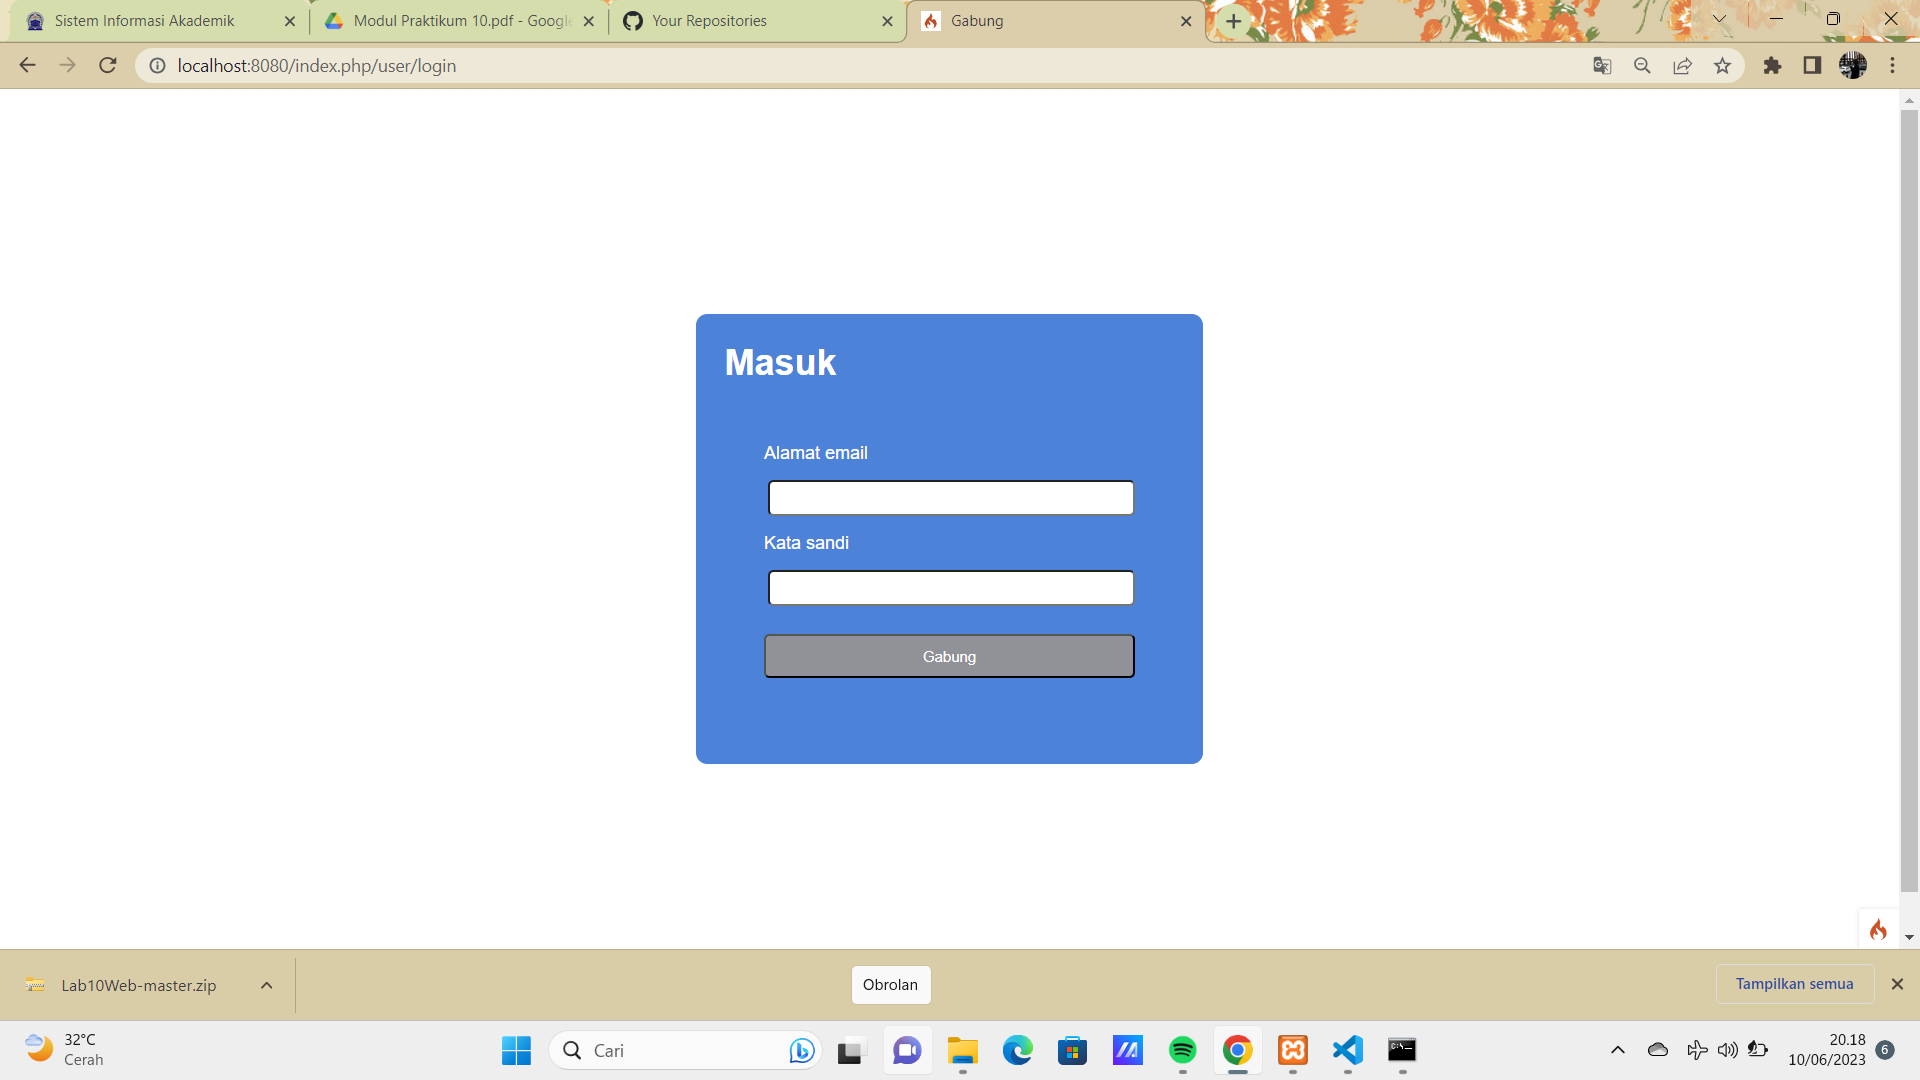 Sistem Informasi Akademik
Modul Praktikum 10.pdf - Google
Your Repositories
Gabung
localhost:8080/index.php/user/login
Masuk
Alamat email
Kata sandi
Gabung
Lab10Web-master.zip
Obrolan
Tampilkan semua
32°C
Cerah
Cari
20.18
10/06/2023
6